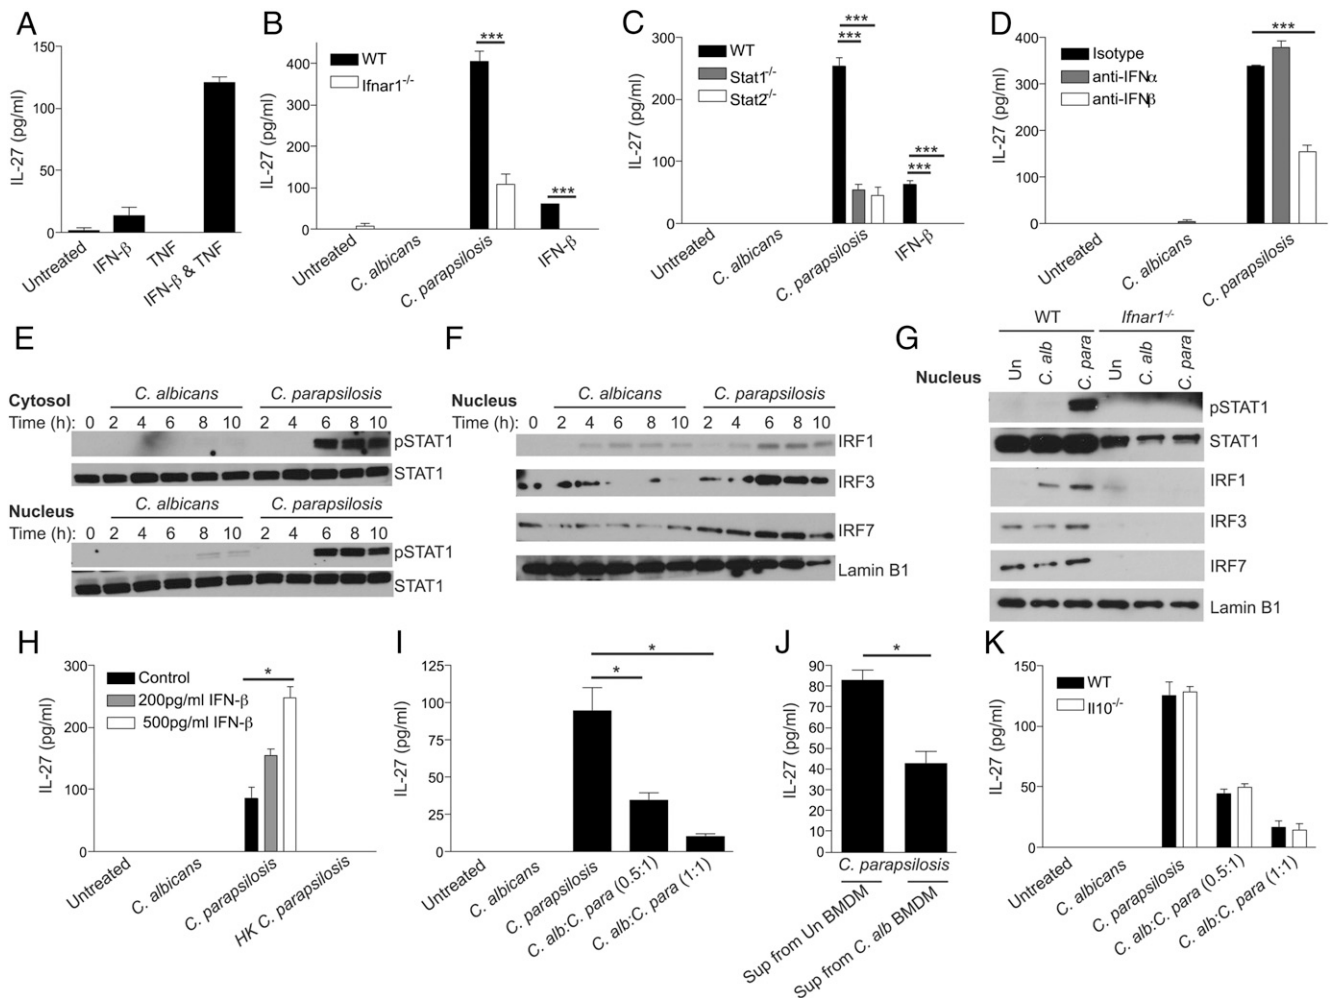 A
IL-27 (pg/ml)
150
100
50
0
Untreated
IFN-β
TNF
IFN-β & TNF
B
IL-27 (pg/ml)
400
300
200
100
0
WT
Ifnar1-/-
***
***
Untreated
C. albicans
C. parapsilosis
IFN-β
C
IL-27 (pg/ml)
300
200
100
0
WT
Stat1-/-
Stat2-/-
***
***
***
***
Untreated
C. albicans
C. parapsilosis
IFN-β
D
IL-27 (pg/ml)
400
300
200
100
0
Isotype
anti-IFNα
anti-IFNβ
***
Untreated
C. albicans
C. parapsilosis
E
C. albicans C. parapsilosis
Cytosol
Time (h): 0 2 4 6 8 10 2 4 6 8 10
pSTAT1
STAT1
Nucleus C. albicans C. parapsilosis
Time (h): 0 2 4 6 8 10 2 4 6 8 10
pSTAT1
STAT1
F
Nucleus C. albicans C. parapsilosis
Time (h): 0 2 4 6 8 10 2 4 6 8 10
IRF1
IRF3
IRF7
Lamin B1
G
WT Ifnar1-/-
Nucleus Un C. alb C. para Un C. alb C. para
pSTAT1
STAT1
IRF1
IRF3
IRF7
Lamin B1
H
IL-27 (pg/ml)
300
200
100
0
Control
200pg/ml IFN-β
500pg/ml IFN-β
*
Untreated
C. albicans
C. parapsilosis
HK C. parapsilosis
I
IL-27 (pg/ml)
125
100
75
50
25
0
*
*
Untreated
C. albicans
C. parapsilosis
C. alb:C. para (0.5:1)
C. alb:C. para (1:1)
J
IL-27 (pg/ml)
90
80
70
60
50
40
30
20
10
0
*
C. parapsilosis
Sup from Un BMDM
Sup from C. alb BMDM
K
IL-27 (pg/ml)
150
100
50
0
WT
Il10-/-
Untreated
C. albicans
C. parapsilosis
C. alb:C. para (0.5:1)
C. alb:C. para (1:1)